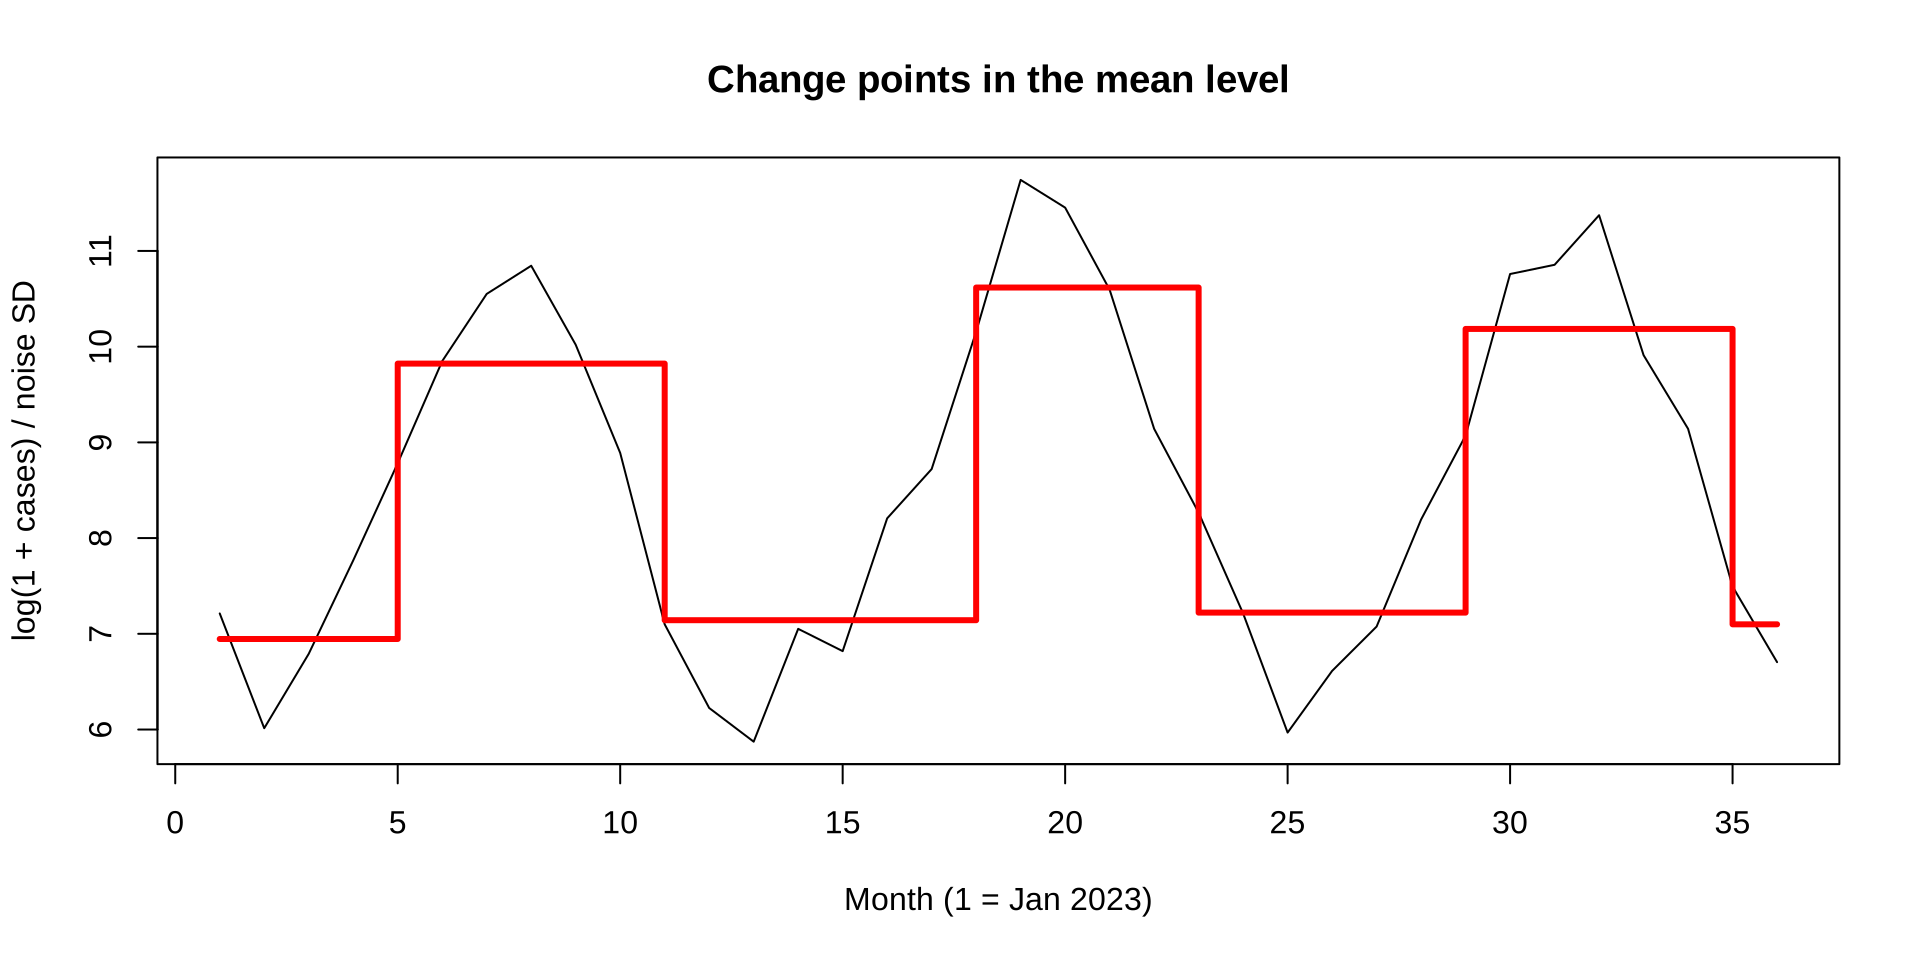 Change points in the mean level
log(1 + cases) / noise SD
11
10
9
8
7
6
0 5 10 15 20 25 30 35
Month (1 = Jan 2023)